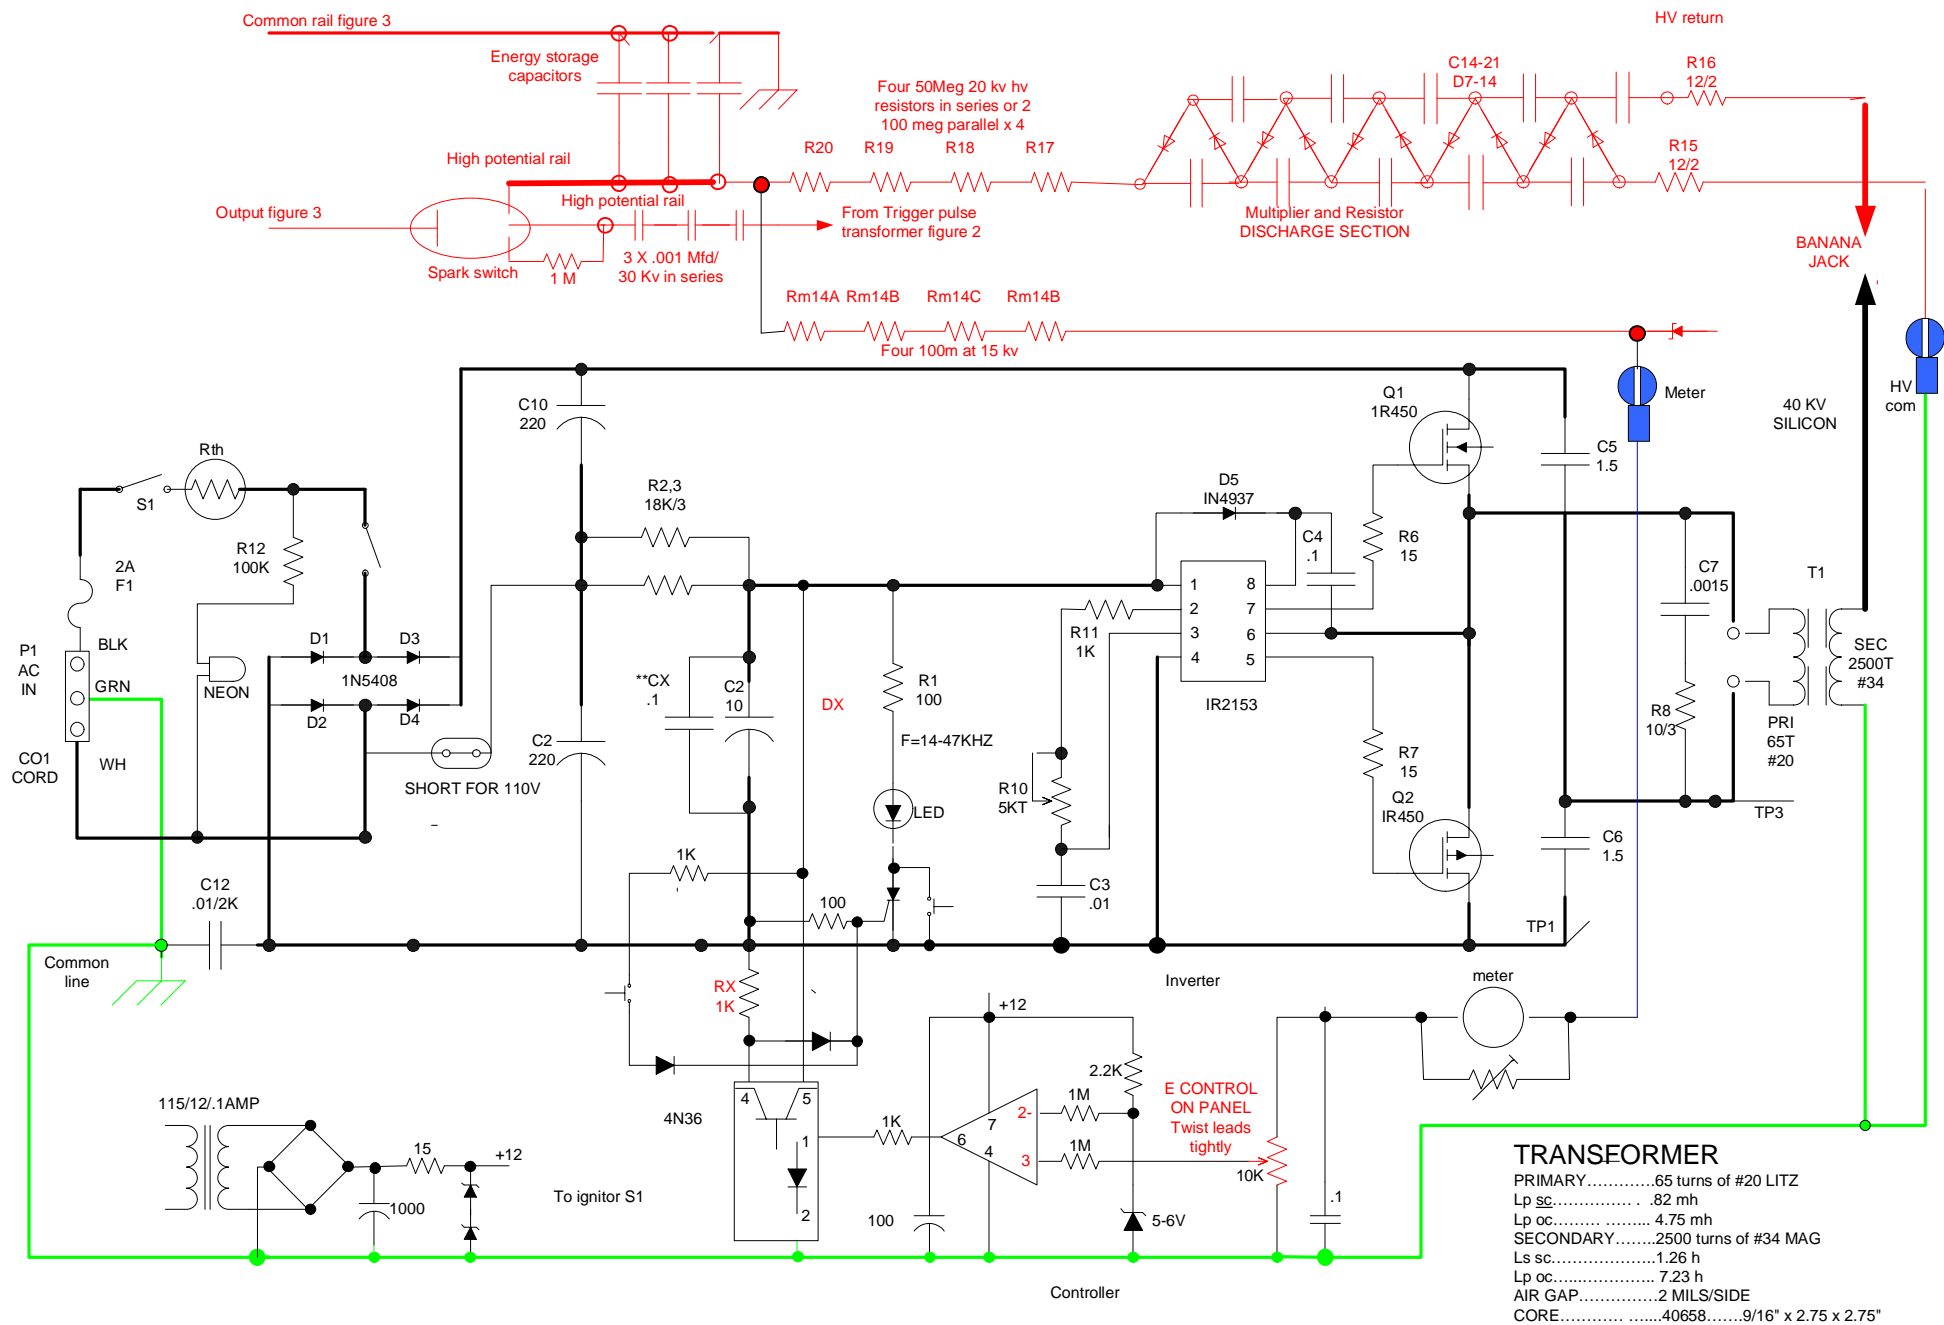 Common rail figure 3
HV return
Energy storage
capacitors
C14-21
D7-14
R16
12/2
Four 50Meg 20 kv hv
resistors in series or 2
100 meg parallel x 4
High potential rail
R20
R19
R18
R17
R15
12/2
Output figure 3
High potential rail
From Trigger pulse
transformer figure 2
Multiplier and Resistor
DISCHARGE SECTION
BANANA
JACK
Spark switch
1 M
3 X .001 Mfd/
30 Kv in series
Rm14A
Rm14B
Rm14C
Rm14B
Four 100m at 15 kv
Meter
HV
com
40 KV
SILICON
C10
220
Q1
1R450
C5
1.5
Rth
S1
R2,3
18K/3
D5
IN4937
C4
.1
R6
15
R12
100K
2A
F1
C7
.0015
T1
1
2
3
4
8
7
6
5
IR2153
R11
1K
P1
AC
IN
BLK
GRN
D1
D3
1N5408
D2
D4
NEON
**CX
.1
C2
10
DX
R1
100
SEC
2500T
#34
R8
10/3
PRI
65T
#20
CO1
CORD
WH
C2
220
SHORT FOR 110V
F=14-47KHZ
R10
5KT
R7
15
Q2
IR450
LED
TP3
C6
1.5
C12
.01/2K
1K
100
C3
.01
TP1
Common
line
Inverter
RX
1K
meter
+12
2.2K
115/12/.1AMP
4N36
4
5
1
2
1K
6
7
4
2-
3
1M
1M
E CONTROL
ON PANEL
Twist leads
tightly
10K
15
+12
1000
To ignitor S1
100
5-6V
.1
Controller
TRANSFORMER
PRIMARY.............65 turns of #20 LITZ
Lp sc............... . .82 mh
Lp oc......... ......... 4.75 mh
SECONDARY........2500 turns of #34 MAG
Ls sc....................1.26 h
Lp oc.................... 7.23 h
AIR GAP...............2 MILS/SIDE
CORE............ .......40658.......9/16" x 2.75 x 2.75"